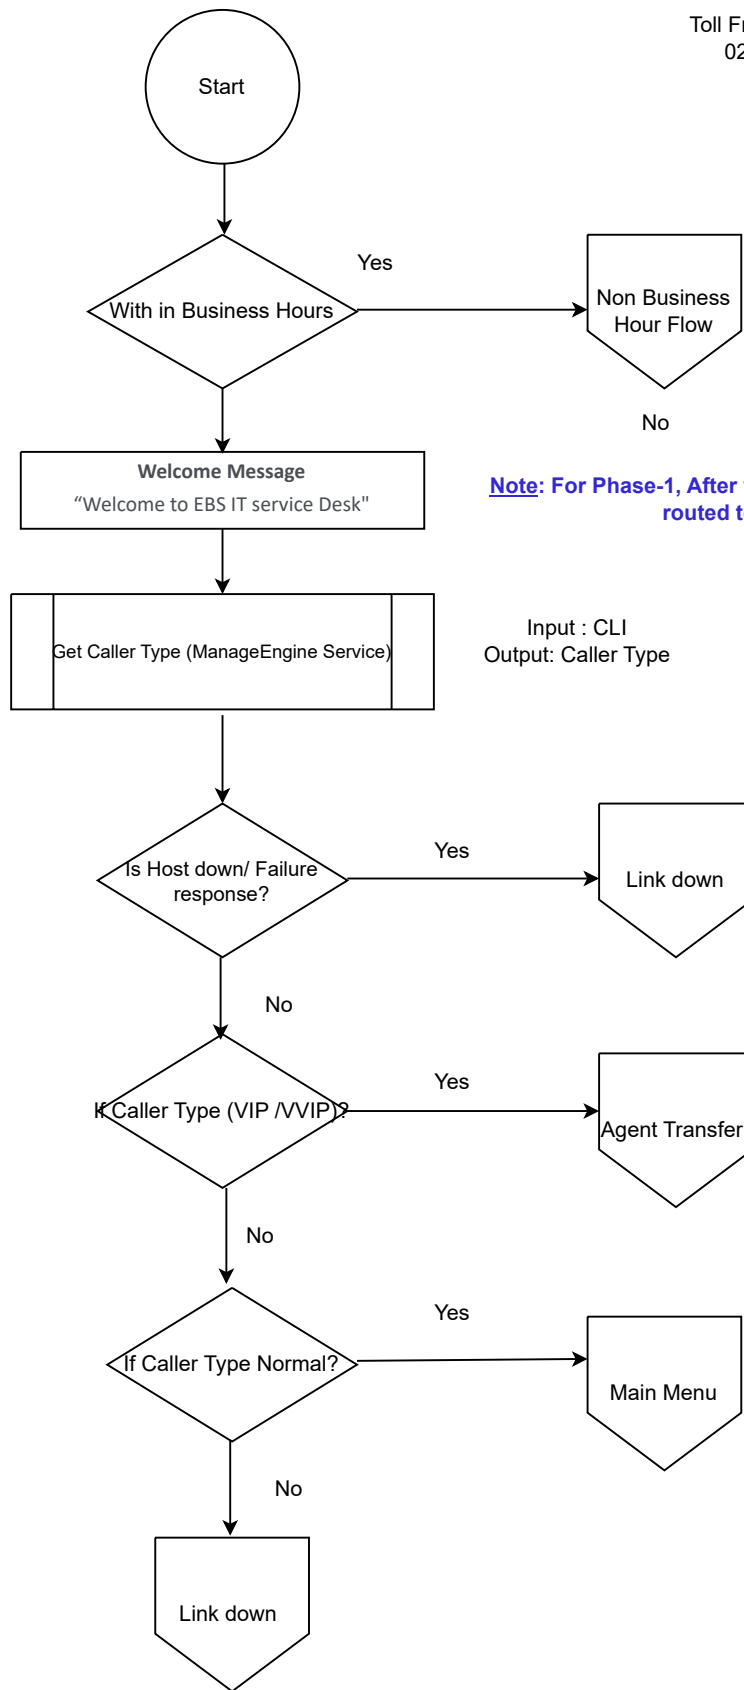 Toll Fr
02
Start
Yes
With in Business Hours
Non Business
Hour Flow
No
Welcome Message
“Welcome to EBS IT service Desk"
Note: For Phase-1, After
routed t
Get Caller Type (ManageEngine Service)
Input : CLI
Output: Caller Type
Is Host down/ Failure
response?
Yes
Link down
No
If Caller Type (VIP /VVIP)?
Yes
Agent Transfer
No
If Caller Type Normal?
Yes
Main Menu
No
Link down